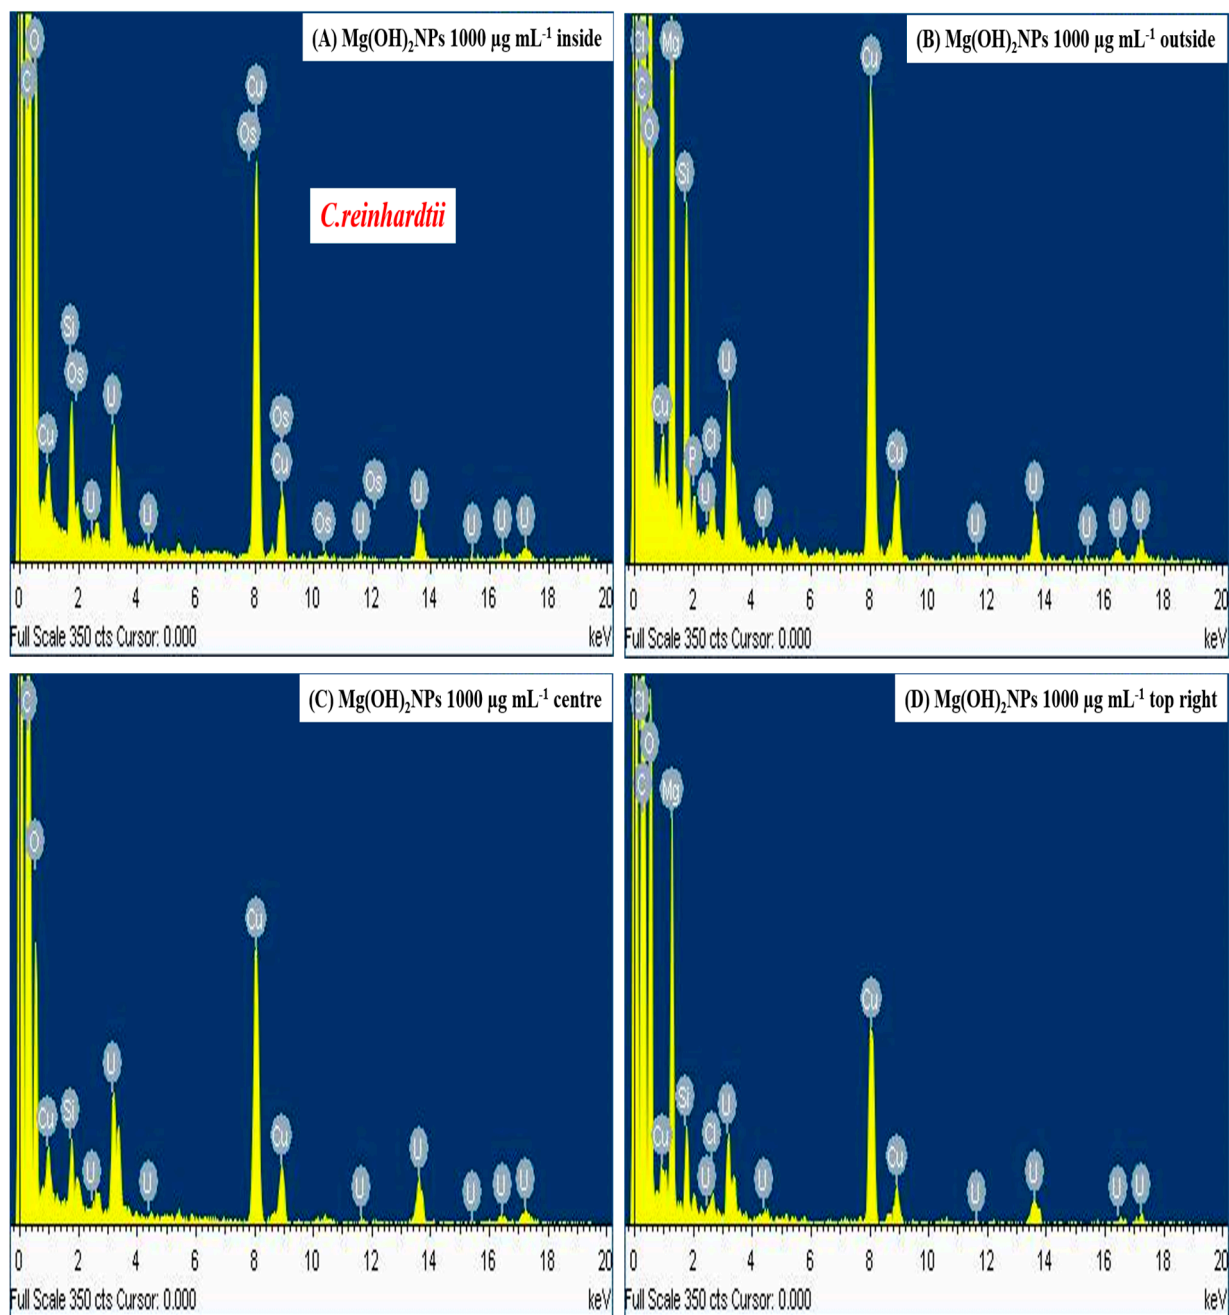 (A) Mg(OH)₂NPs 1000 µg mL⁻¹ inside
O
C
Cu
Os
C.reinhardtii
Si
Os
U
Cu
Os
Cu
U
U
Os
Os
U
U
U
U
U
0 2 4 6 8 10 12 14 16 18 20
Full Scale 350 cts Cursor: 0.000 keV
(B) Mg(OH)₂NPs 1000 µg mL⁻¹ outside
Cl
Mg
Cu
C
O
Si
U
Cu
Cl
P
Cu
U
U
U
U
U
U
U
0 2 4 6 8 10 12 14 16 18 20
Full Scale 350 cts Cursor: 0.000 keV
(C) Mg(OH)₂NPs 1000 µg mL⁻¹ centre
C
O
Cu
U
Si
Cu
Cu
U
U
U
U
U
U
U
0 2 4 6 8 10 12 14 16 18 20
Full Scale 350 cts Cursor: 0.000 keV
(D) Mg(OH)₂NPs 1000 µg mL⁻¹ top right
Cl
O
C
Mg
Cu
Si
U
Cl
Cu
Cu
U
U
U
U
U
U
0 2 4 6 8 10 12 14 16 18 20
Full Scale 350 cts Cursor: 0.000 keV